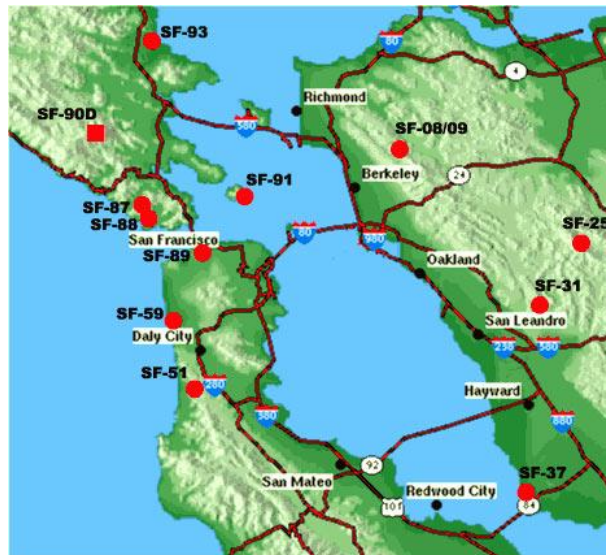 SF-93
80
4
Richmond
SF-90D
580
SF-08/09
24
SF-91
Berkeley
SF-87
SF-88
San Francisco
80
980
SF-25
SF-89
Oakland
SF-31
SF-59
San Leandro
Daly City
238
580
SF-51
280
Hayward
380
880
92
San Mateo
SF-37
Redwood City
101
84